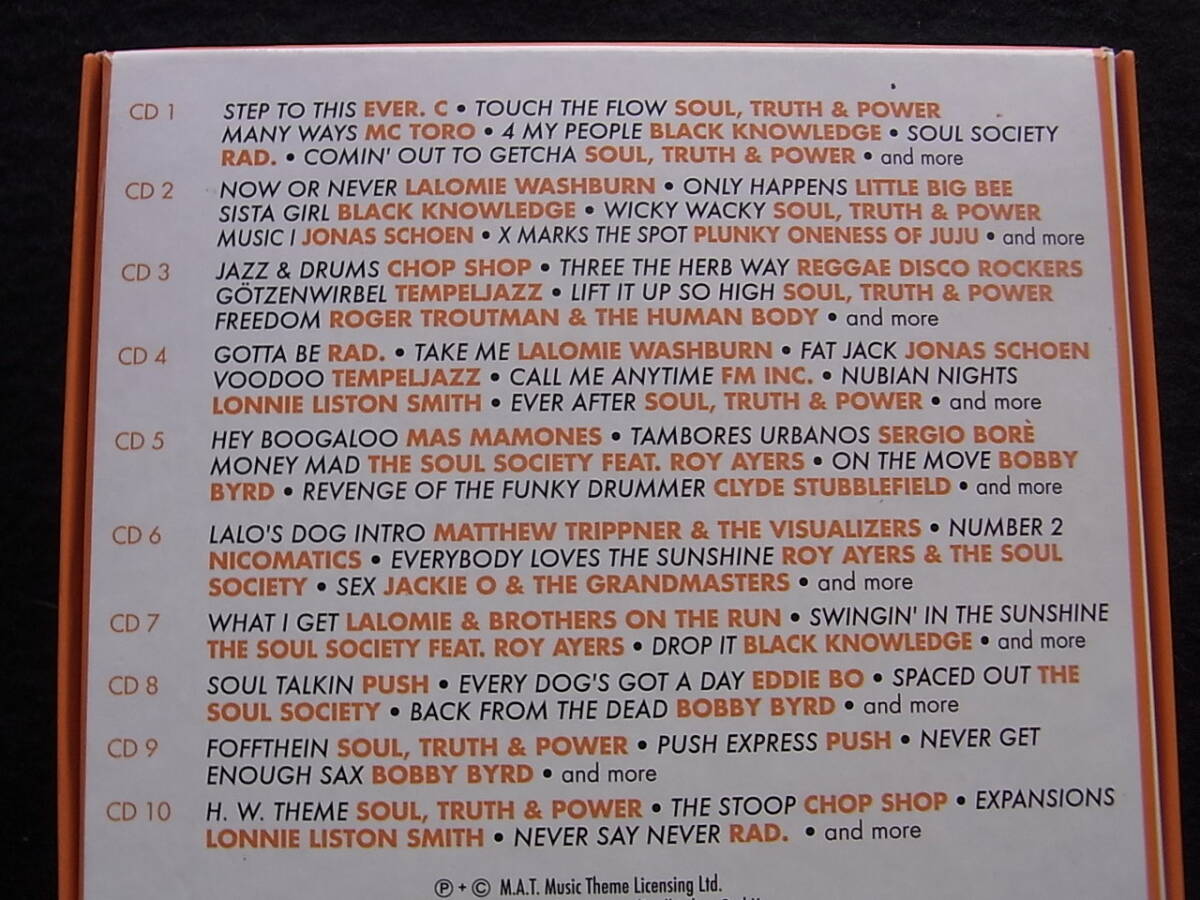 CD 1 STEP TO THIS EVER. C • TOUCH THE FLOW SOUL, TRUTH & POWER
MANY WAYS MC TORO • 4 MY PEOPLE BLACK KNOWLEDGE • SOUL SOCIETY
RAD. • COMIN' OUT TO GETCHA SOUL, TRUTH & POWER • and more
CD 2 NOW OR NEVER LALOMIE WASHBURN • ONLY HAPPENS LITTLE BIG BEE
SISTA GIRL BLACK KNOWLEDGE • WICKY WACKY SOUL, TRUTH & POWER
MUSIC I JONAS SCHOEN • X MARKS THE SPOT PLUNKY ONENESS OF JUJU • and more
CD 3 JAZZ & DRUMS CHOP SHOP • THREE THE HERB WAY REGGAE DISCO ROCKERS
GÖTZENWIRBEL TEMPELJAZZ • LIFT IT UP SO HIGH SOUL, TRUTH & POWER
FREEDOM ROGER TROUTMAN & THE HUMAN BODY • and more
CD 4 GOTTA BE RAD. • TAKE ME LALOMIE WASHBURN • FAT JACK JONAS SCHOEN
VOODOO TEMPELJAZZ • CALL ME ANYTIME FM INC. • NUBIAN NIGHTS
LONNIE LISTON SMITH • EVER AFTER SOUL, TRUTH & POWER • and more
CD 5 HEY BOOGALOO MAS MAMONES • TAMBORES URBANOS SERGIO BORÈ
MONEY MAD THE SOUL SOCIETY FEAT. ROY AYERS • ON THE MOVE BOBBY
BYRD • REVENGE OF THE FUNKY DRUMMER CLYDE STUBBLEFIELD • and more
CD 6 LALO'S DOG INTRO MATTHEW TRIPPNER & THE VISUALIZERS • NUMBER 2
NICOMATICS • EVERYBODY LOVES THE SUNSHINE ROY AYERS & THE SOUL
SOCIETY • SEX JACKIE O & THE GRANDMASTERS • and more
CD 7 WHAT I GET LALOMIE & BROTHERS ON THE RUN • SWINGIN' IN THE SUNSHINE
THE SOUL SOCIETY FEAT. ROY AYERS • DROP IT BLACK KNOWLEDGE • and more
CD 8 SOUL TALKIN PUSH • EVERY DOG'S GOT A DAY EDDIE BO • SPACED OUT THE
SOUL SOCIETY • BACK FROM THE DEAD BOBBY BYRD • and more
CD 9 FOFFTHEIN SOUL, TRUTH & POWER • PUSH EXPRESS PUSH • NEVER GET
ENOUGH SAX BOBBY BYRD • and more
CD 10 H. W. THEME SOUL, TRUTH & POWER • THE STOOP CHOP SHOP • EXPANSIONS
LONNIE LISTON SMITH • NEVER SAY NEVER RAD. • and more
Ⓟ + © M.A.T. Music Theme Licensing Ltd.